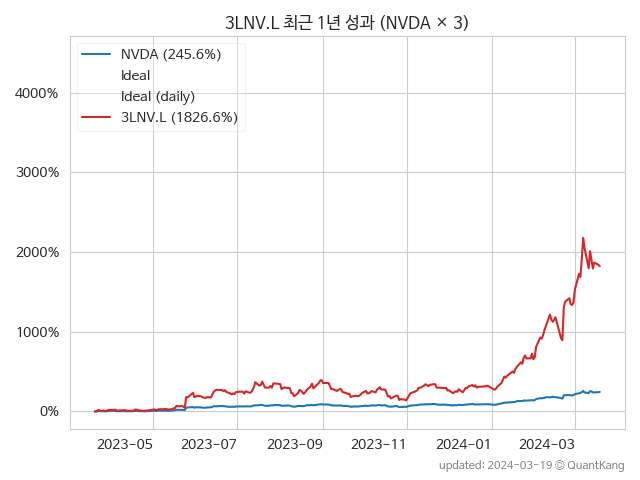 3LNV.L 최근 1년 성과 (NVDA × 3)
NVDA (245.6%)
Ideal
Ideal (daily)
3LNV.L (1826.6%)
4000%
3000%
2000%
1000%
0%
2023-05
2023-07
2023-09
2023-11
2024-01
2024-03
updated: 2024-03-19 © QuantKang